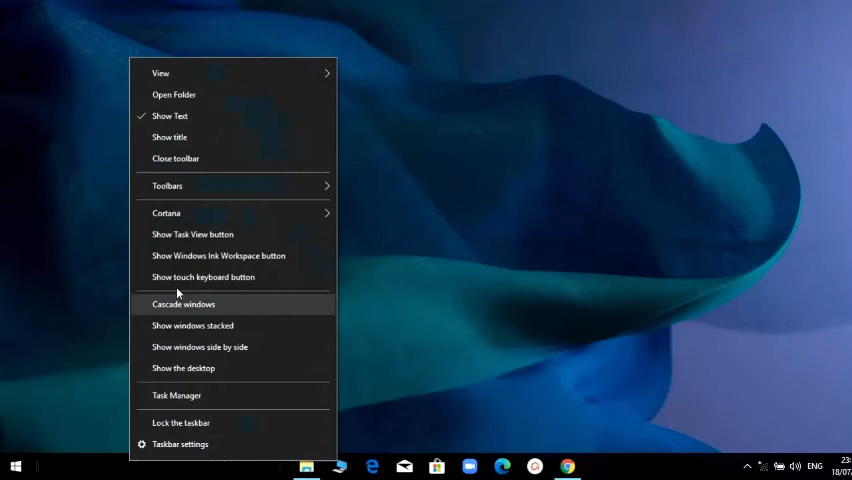 View
Open Folder
Show Text
Show title
Close toolbar
Toolbars
Cortana
Show Task View button
Show Windows Ink Workspace button
Show touch keyboard button
Cascade windows
Show windows stacked
Show windows side by side
Show the desktop
Task Manager
Lock the taskbar
Taskbar settings
ENG
23:
18/07/